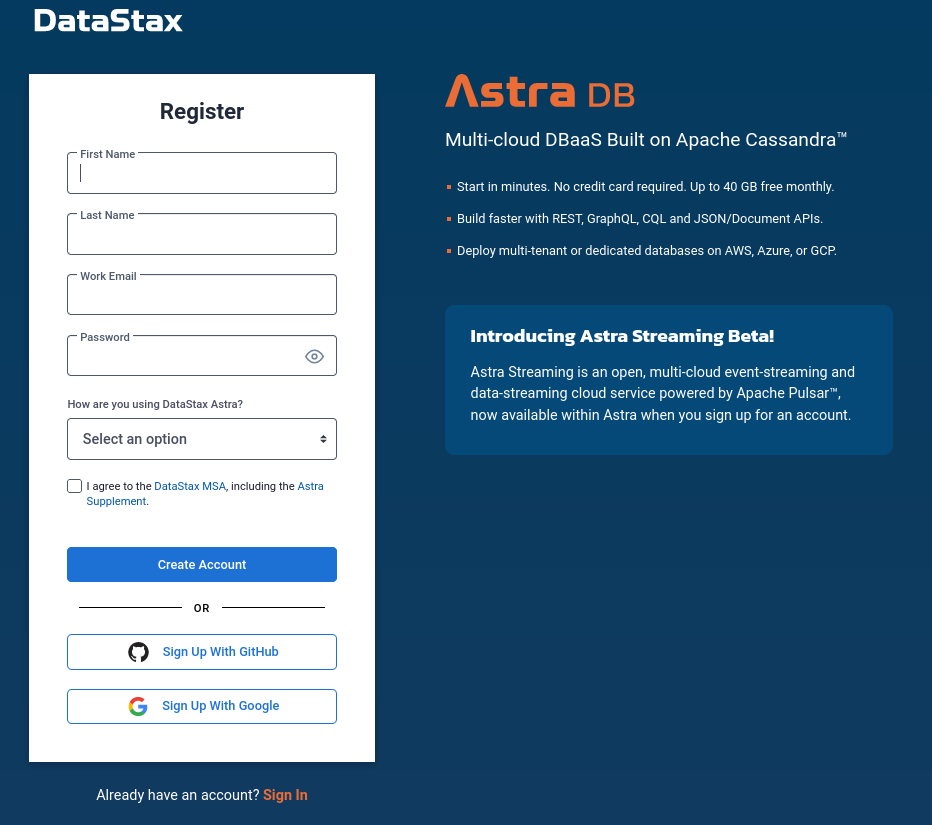 DataStax
Register
First Name
Last Name
Work Email
Password
How are you using DataStax Astra?
Select an option
I agree to the DataStax MSA, including the Astra
Supplement.
Create Account
OR
Sign Up With GitHub
Sign Up With Google
Already have an account? Sign In
Astra DB
Multi-cloud DBaaS Built on Apache Cassandra™
Start in minutes. No credit card required. Up to 40 GB free monthly.
Build faster with REST, GraphQL, CQL and JSON/Document APIs.
Deploy multi-tenant or dedicated databases on AWS, Azure, or GCP.
Introducing Astra Streaming Beta!
Astra Streaming is an open, multi-cloud event-streaming and
data-streaming cloud service powered by Apache Pulsar™,
now available within Astra when you sign up for an account.